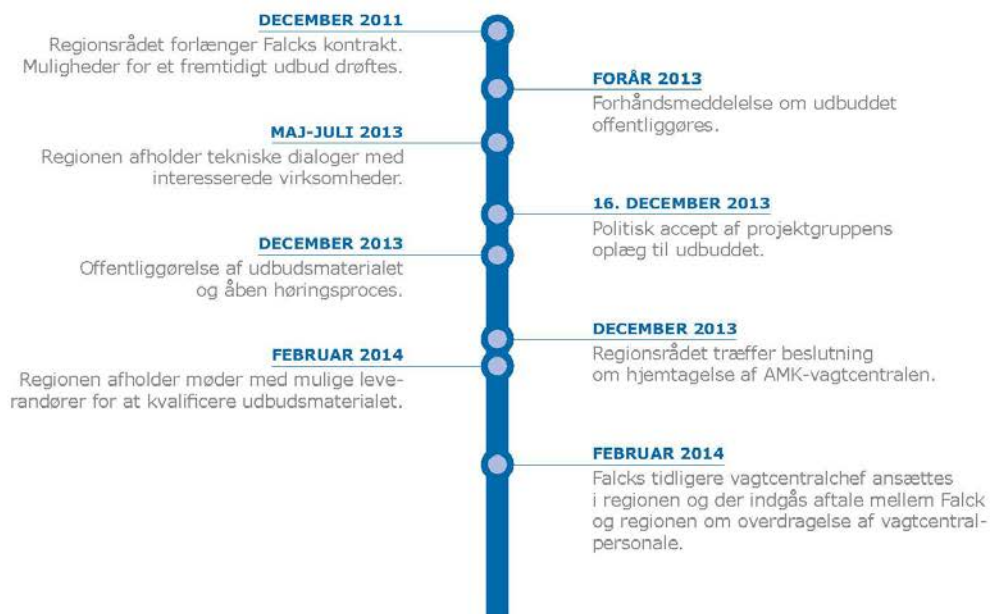 DECEMBER 2011
Regionsrådet forlænger Falcks kontrakt.
Muligheder for et fremtidigt udbud drøftes.
FORÅR 2013
Forhåndsmeddelelse om udbuddet
offentliggøres.
MAJ-JULI 2013
Regionen afholder tekniske dialoger med
interesserede virksomheder.
16. DECEMBER 2013
Politisk accept af projektgruppens
oplæg til udbuddet.
DECEMBER 2013
Offentliggørelse af udbudsmaterialet
og åben høringsproces.
DECEMBER 2013
Regionsrådet træffer beslutning
om hjemtagelse af AMK-vagtcentralen.
FEBRUAR 2014
Regionen afholder møder med mulige leve-
randører for at kvalificere udbudsmaterialet.
FEBRUAR 2014
Falcks tidligere vagtcentralchef ansættes
i regionen og der indgås aftale mellem Falck
og regionen om overdragelse af vagtcentral-
personale.